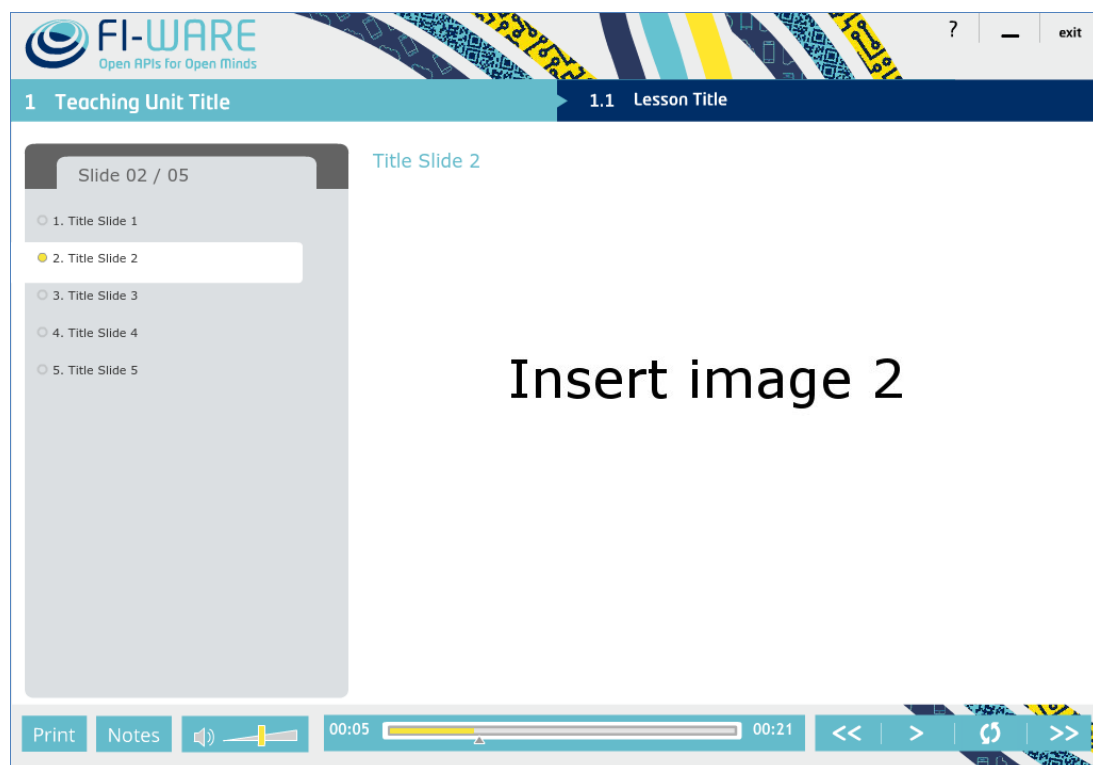 FI-WARE
Open APIs for Open Minds
?
exit
1 Teaching Unit Title
1.1 Lesson Title
Slide 02 / 05
1. Title Slide 1
2. Title Slide 2
3. Title Slide 3
4. Title Slide 4
5. Title Slide 5
Title Slide 2
Insert image 2
Print
Notes
00:05
00:21
<<
>
>>